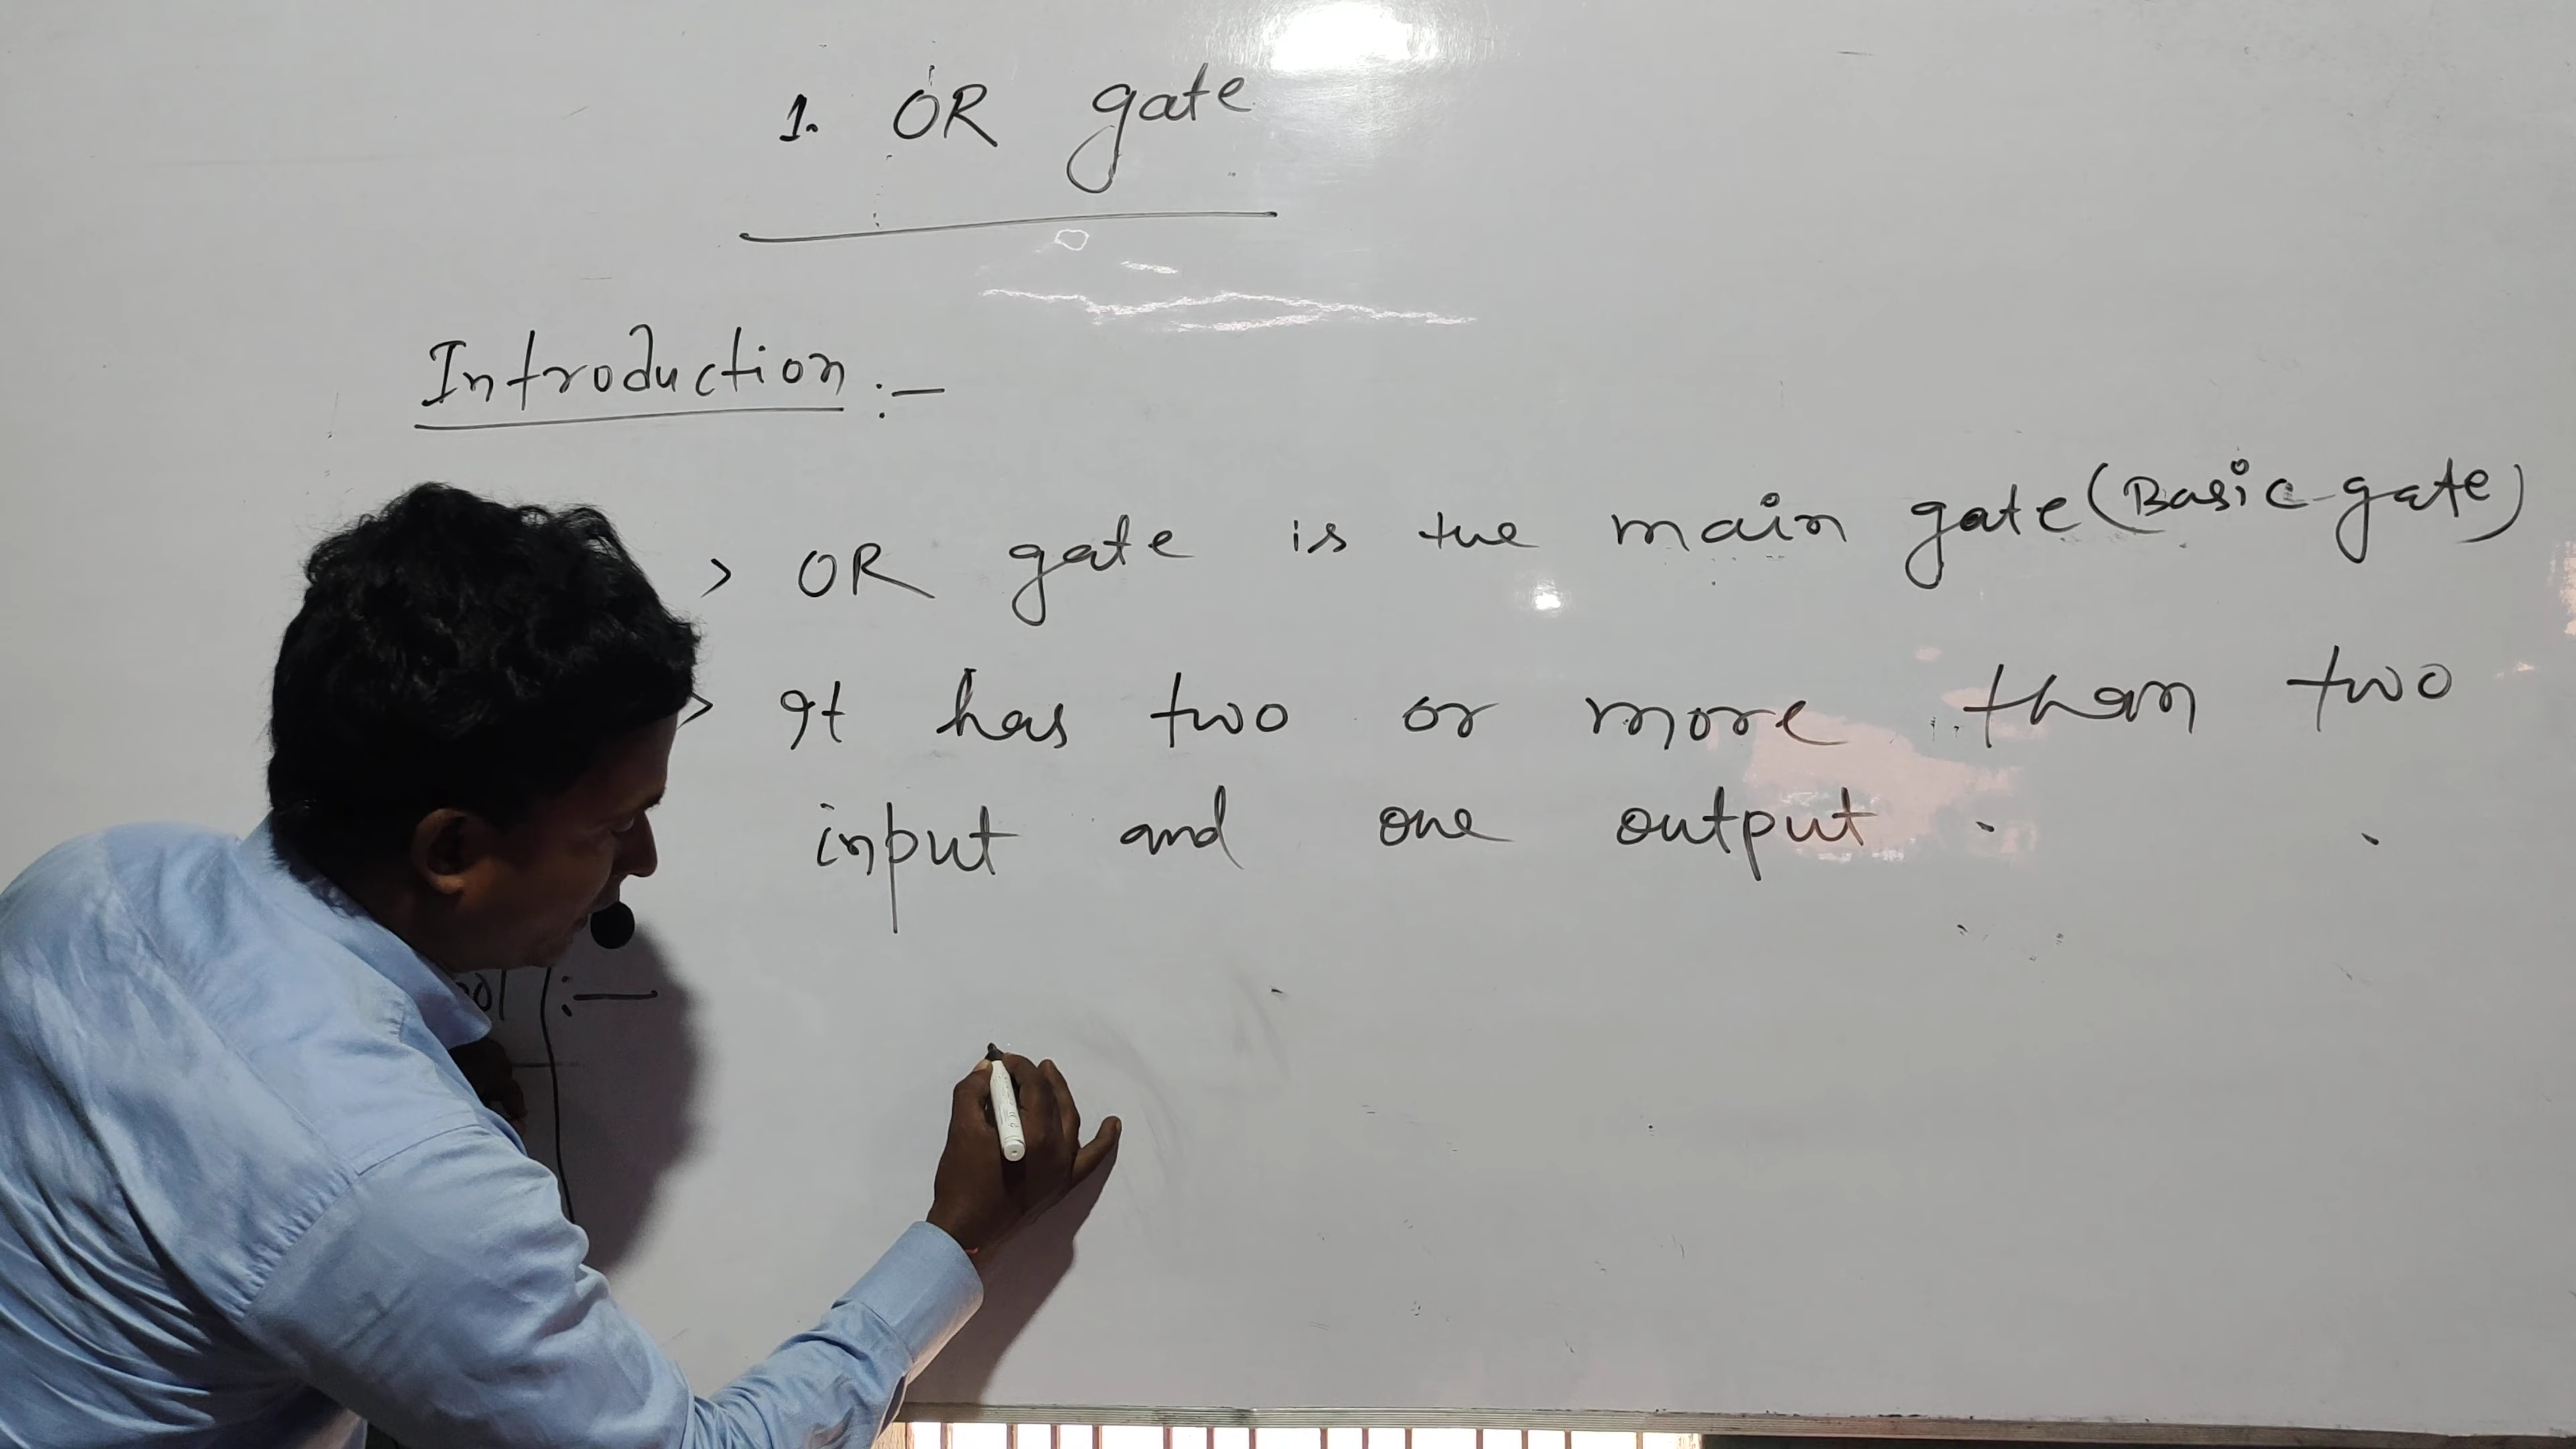 1. OR gate
Introduction :-
> OR gate is the main gate (Basic gate)
> It has two or more than two
input and one output .
:-